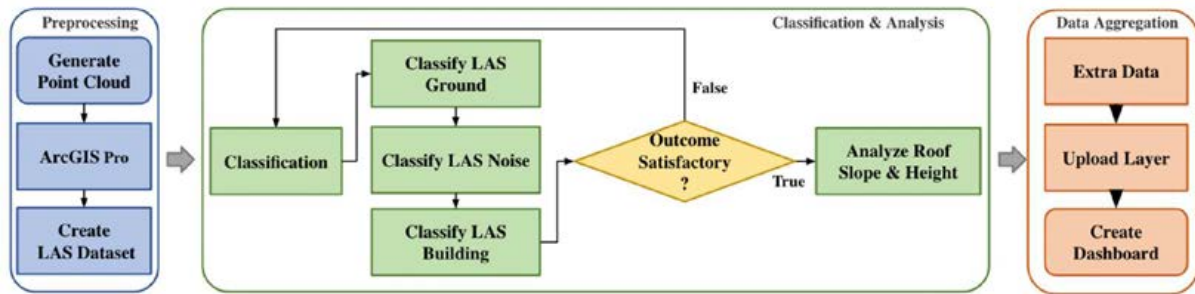 Preprocessing
Generate
Point Cloud
ArcGIS Pro
Create
LAS Dataset
Classification & Analysis
Classification
Classify LAS
Ground
Classify LAS Noise
Classify LAS
Building
Outcome
Satisfactory
?
False
True
Analyze Roof
Slope & Height
Data Aggregation
Extra Data
Upload Layer
Create
Dashboard